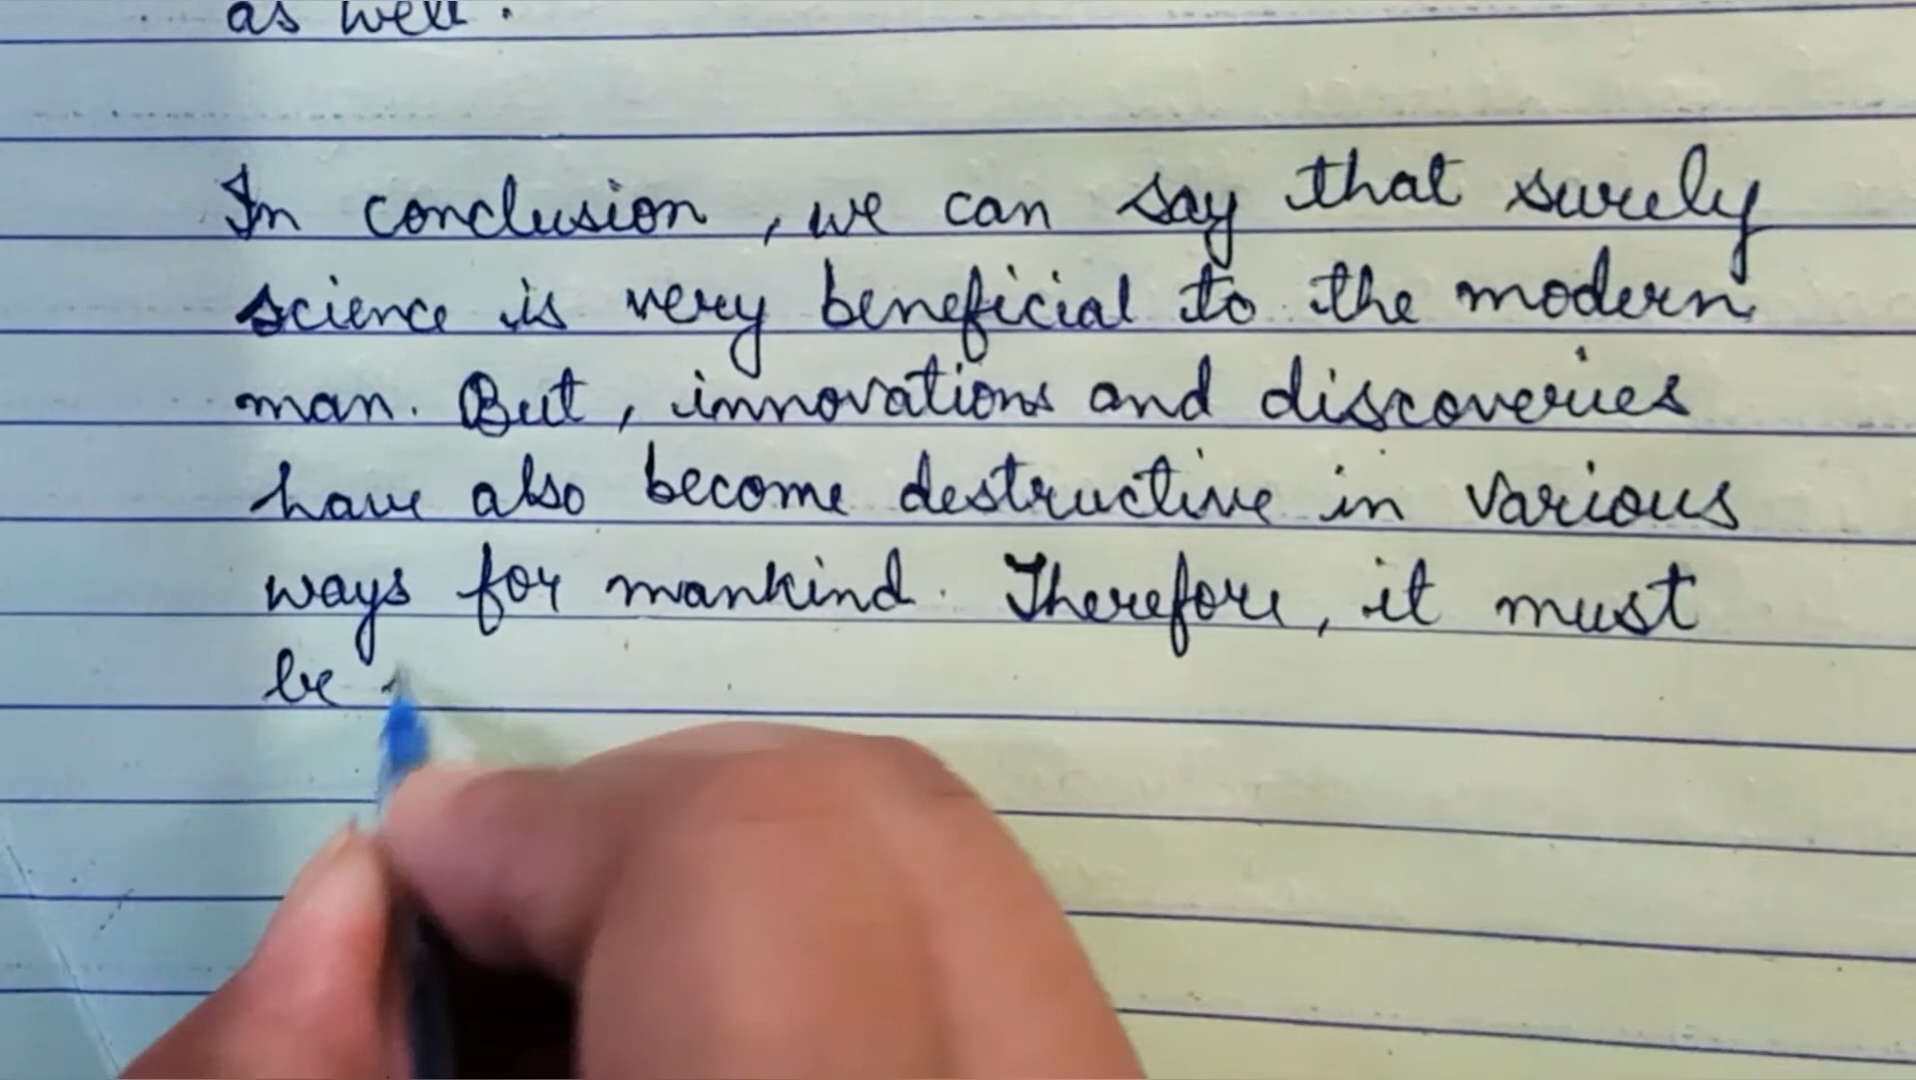 as well.
In conclusion, we can say that surely
science is very beneficial to the modern
man. But, innovations and discoveries
have also become destructive in various
ways for mankind. Therefore, it must
be